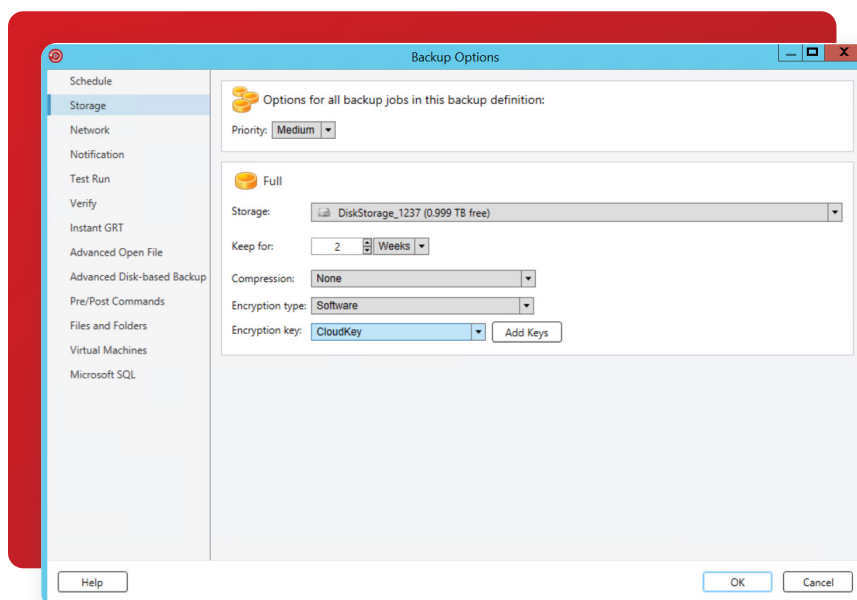 Backup Options
Schedule
Storage
Network
Notification
Test Run
Verify
Instant GRT
Advanced Open File
Advanced Disk-based Backup
Pre/Post Commands
Files and Folders
Virtual Machines
Microsoft SQL
Options for all backup jobs in this backup definition:
Priority: Medium
Full
Storage: DiskStorage_1237 (0.999 TB free)
Keep for: 2 Weeks
Compression: None
Encryption type: Software
Encryption key: CloudKey Add Keys
Help OK Cancel